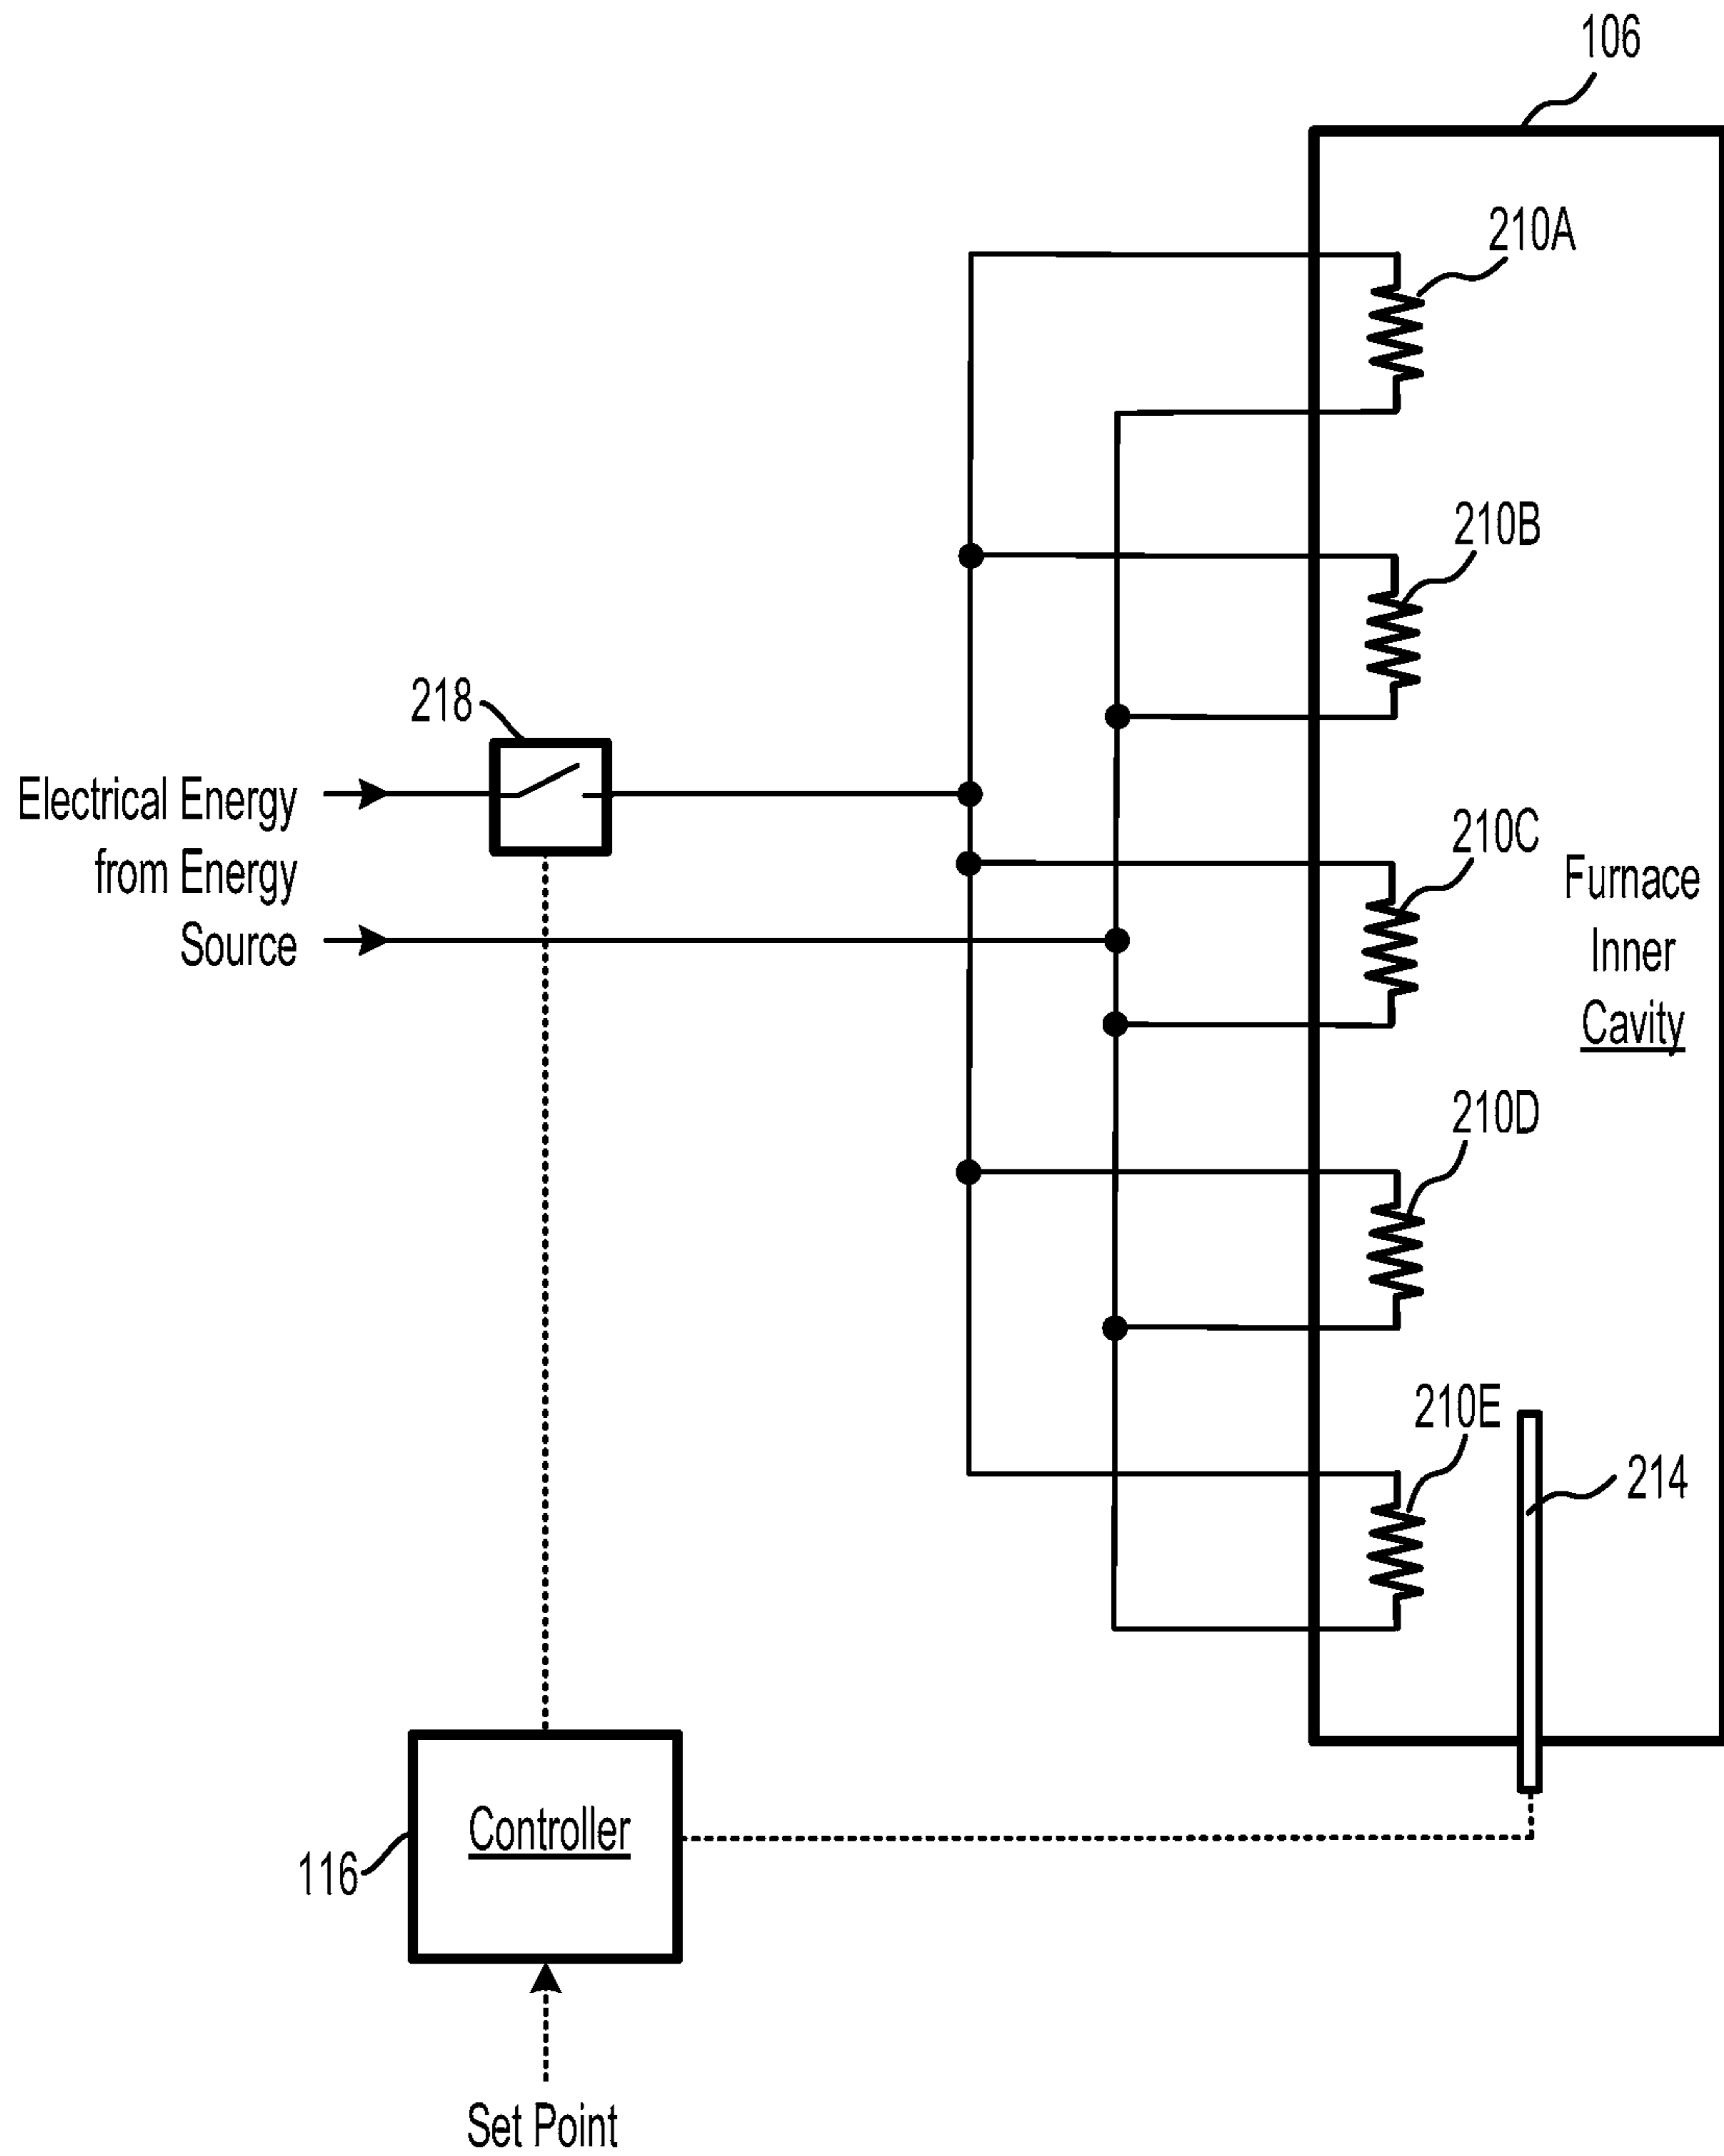 106
210A
210B
218
Electrical Energy
from Energy
Source
210C
Furnace
Inner
Cavity
210D
210E
214
Controller
116
Set Point